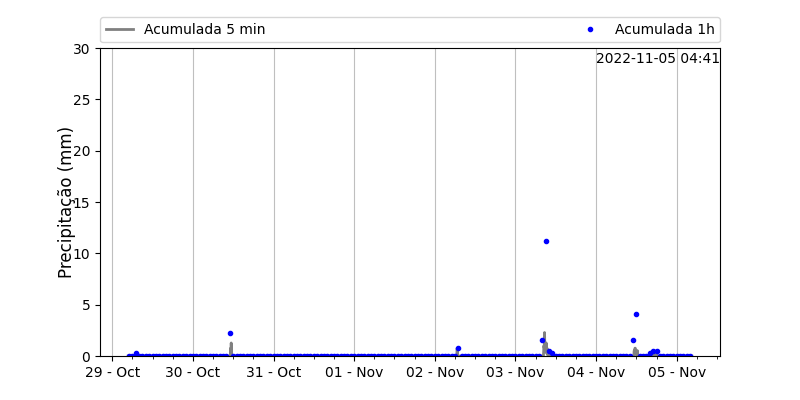 Acumulada 5 min
Acumulada 1h
2022-11-05 04:41
Precipitação (mm)
30
25
20
15
10
5
0
29 - Oct
30 - Oct
31 - Oct
01 - Nov
02 - Nov
03 - Nov
04 - Nov
05 - Nov